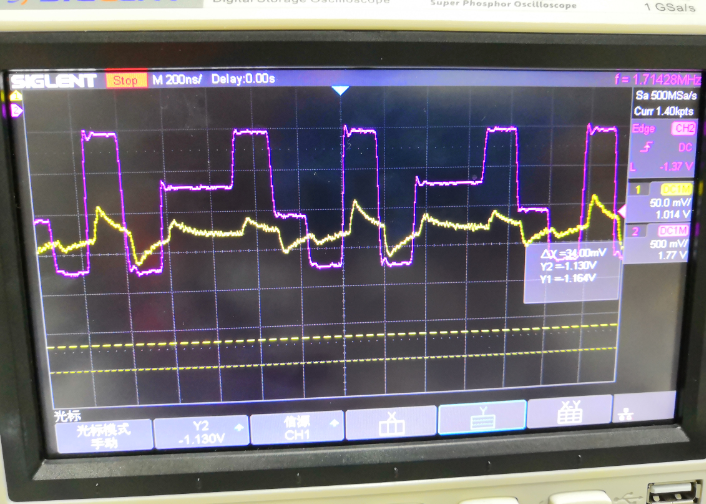 SIGLENT
Digital Storage Oscilloscope
Super Phosphor Oscilloscope
1 GSa/s
SIGLENT Stop M 200ns/ Delay:0.00s f = 1.71428MHz
Sa 500MSa/s
Curr 1.40kpts
Edge CH2
DC
L -1.37 V
1 DC1M
50.0 mV/
1.014 V
2 DC1M
500 mV/
1.77 V
ΔY =34.00mV
Y2 =-1.130V
Y1 =-1.164V
光标
光标模式
手动
Y2
-1.130V
信源
CH1
X
Y
X-Y